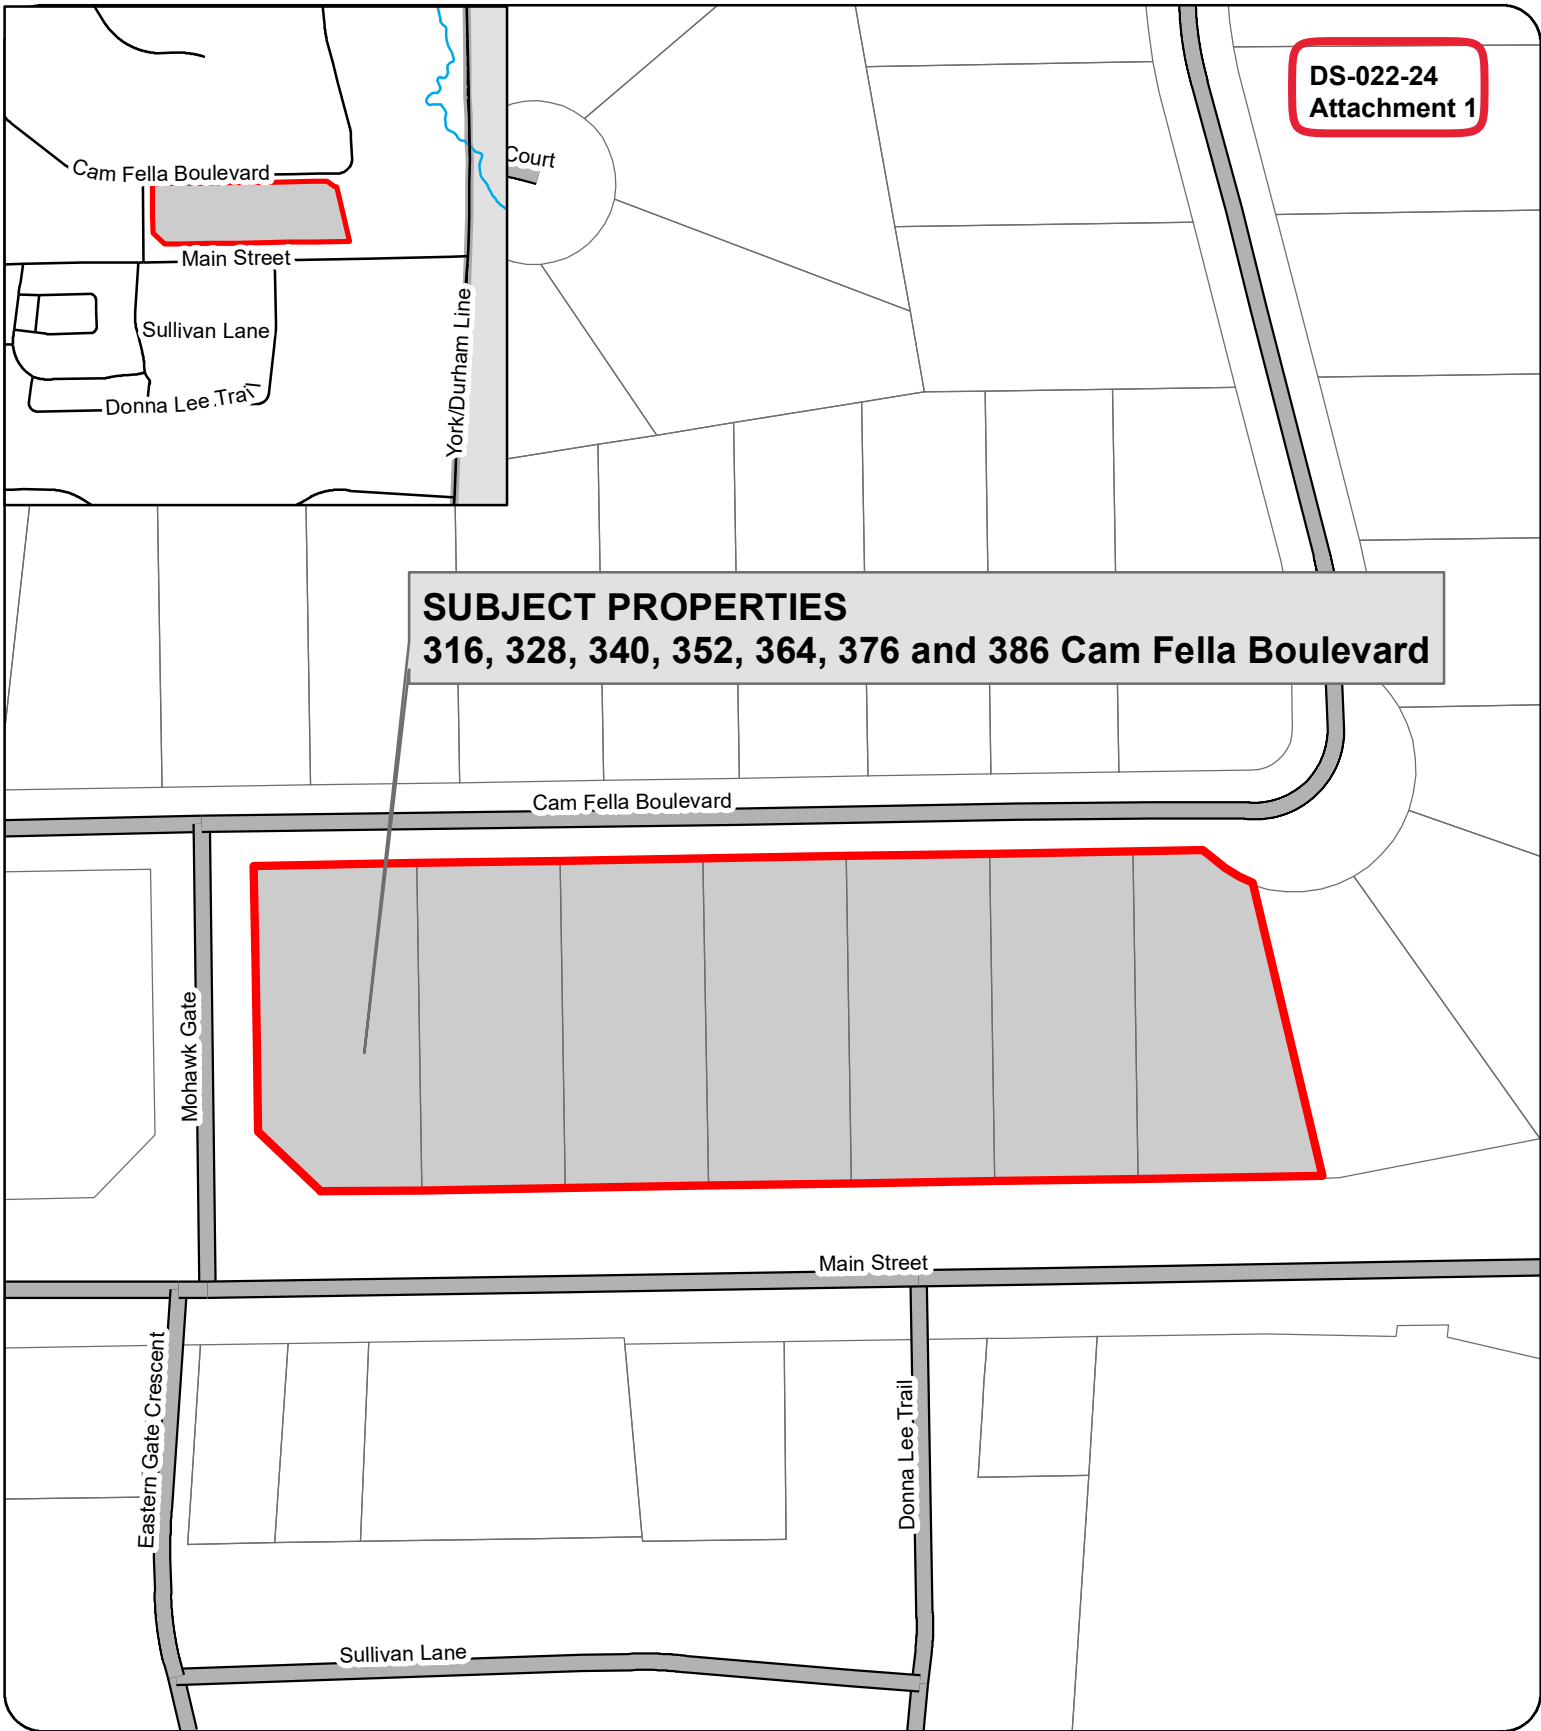 DS-022-24
Attachment 1
Court
Cam Fella Boulevard
Main Street
Sullivan Lane
Donna Lee Trail
York/Durham Line
SUBJECT PROPERTIES
316, 328, 340, 352, 364, 376 and 386 Cam Fella Boulevard
Cam Fella Boulevard
Mohawk Gate
Main Street
Eastern Gate Crescent
Donna Lee Trail
Sullivan Lane